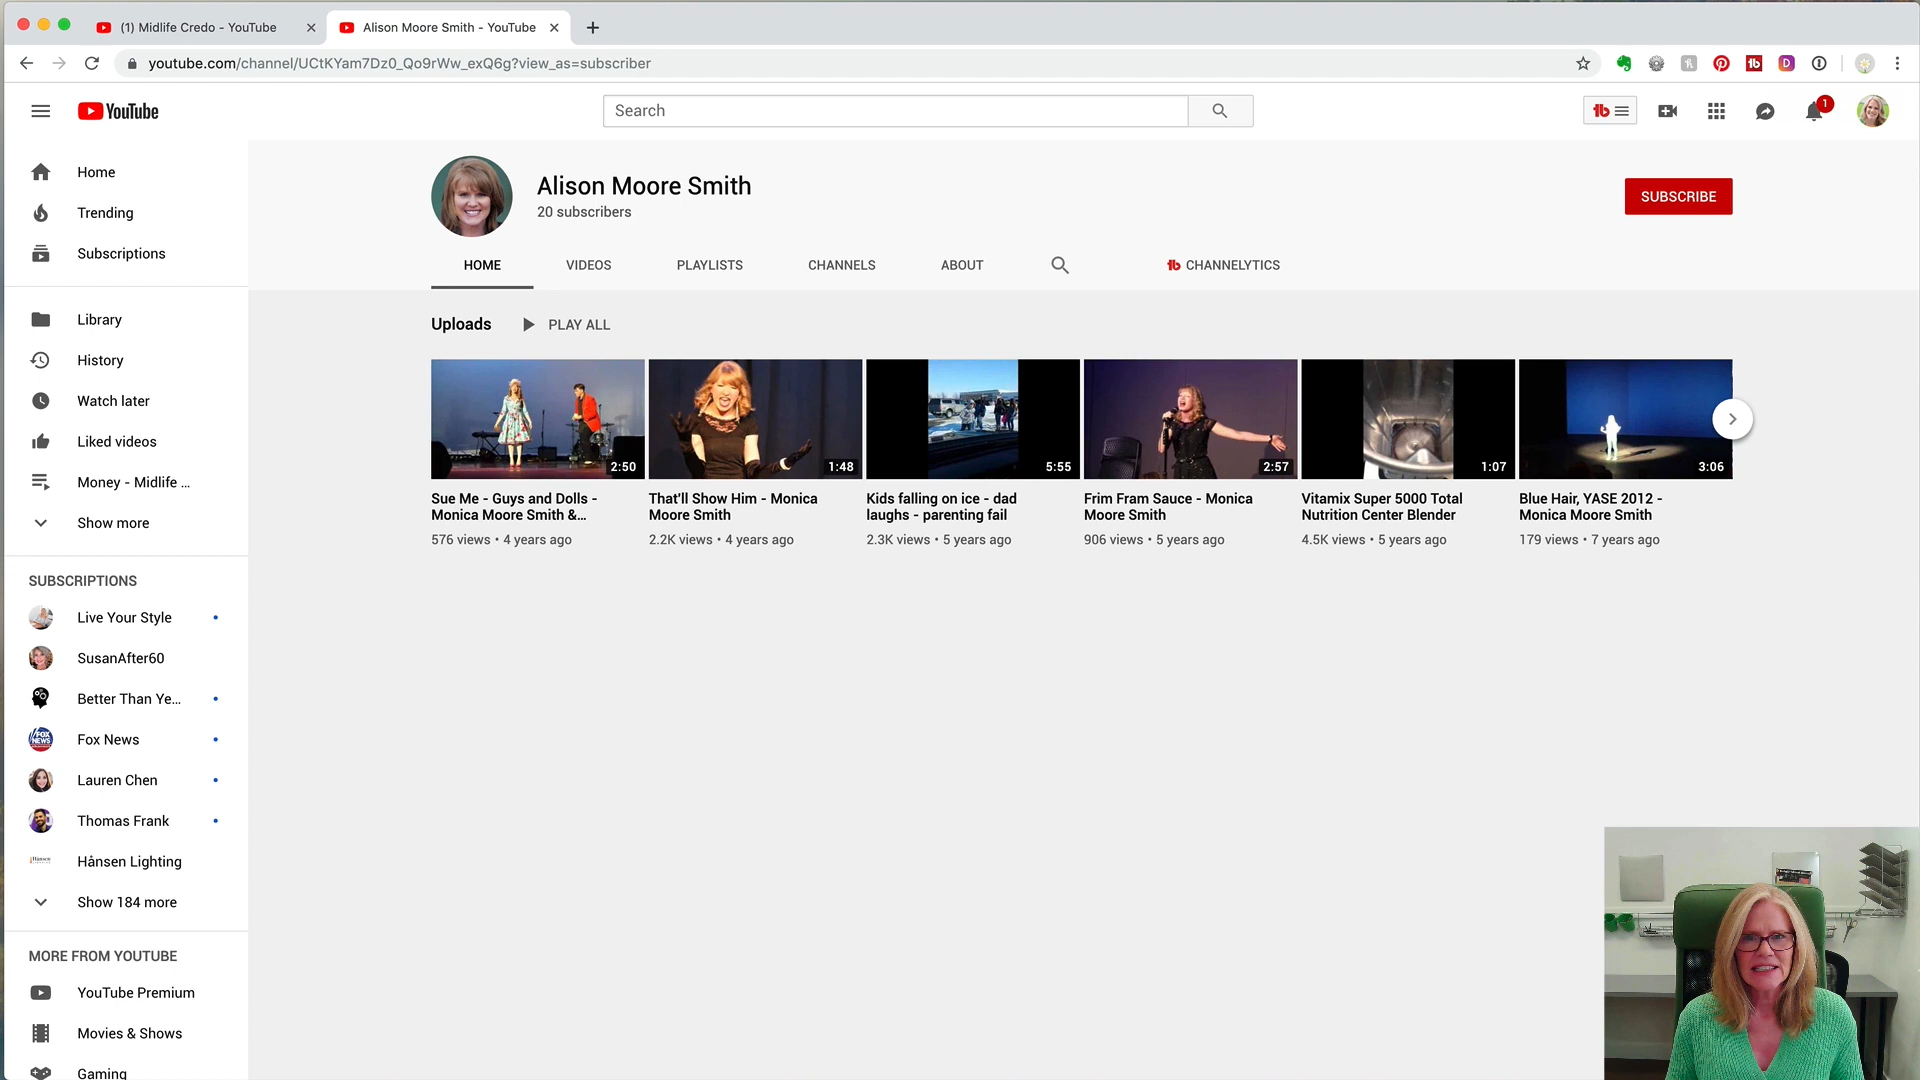 (1) Midlife Credo - YouTube
Alison Moore Smith - YouTube
youtube.com/channel/UCtKYam7Dz0_Qo9rWw_exQ6g?view_as=subscriber
YouTube
Search
1
Home
Trending
Subscriptions
Library
History
Watch later
Liked videos
Money - Midlife ...
Show more
SUBSCRIPTIONS
Live Your Style
SusanAfter60
Better Than Ye...
Fox News
Lauren Chen
Thomas Frank
Hånsen Lighting
Show 184 more
MORE FROM YOUTUBE
YouTube Premium
Movies & Shows
Gaming
Alison Moore Smith
20 subscribers
SUBSCRIBE
HOME
VIDEOS
PLAYLISTS
CHANNELS
ABOUT
CHANNELYTICS
Uploads
PLAY ALL
2:50
Sue Me - Guys and Dolls -
Monica Moore Smith &...
576 views • 4 years ago
1:48
That'll Show Him - Monica
Moore Smith
2.2K views • 4 years ago
5:55
Kids falling on ice - dad
laughs - parenting fail
2.3K views • 5 years ago
2:57
Frim Fram Sauce - Monica
Moore Smith
906 views • 5 years ago
1:07
Vitamix Super 5000 Total
Nutrition Center Blender
4.5K views • 5 years ago
3:06
Blue Hair, YASE 2012 -
Monica Moore Smith
179 views • 7 years ago